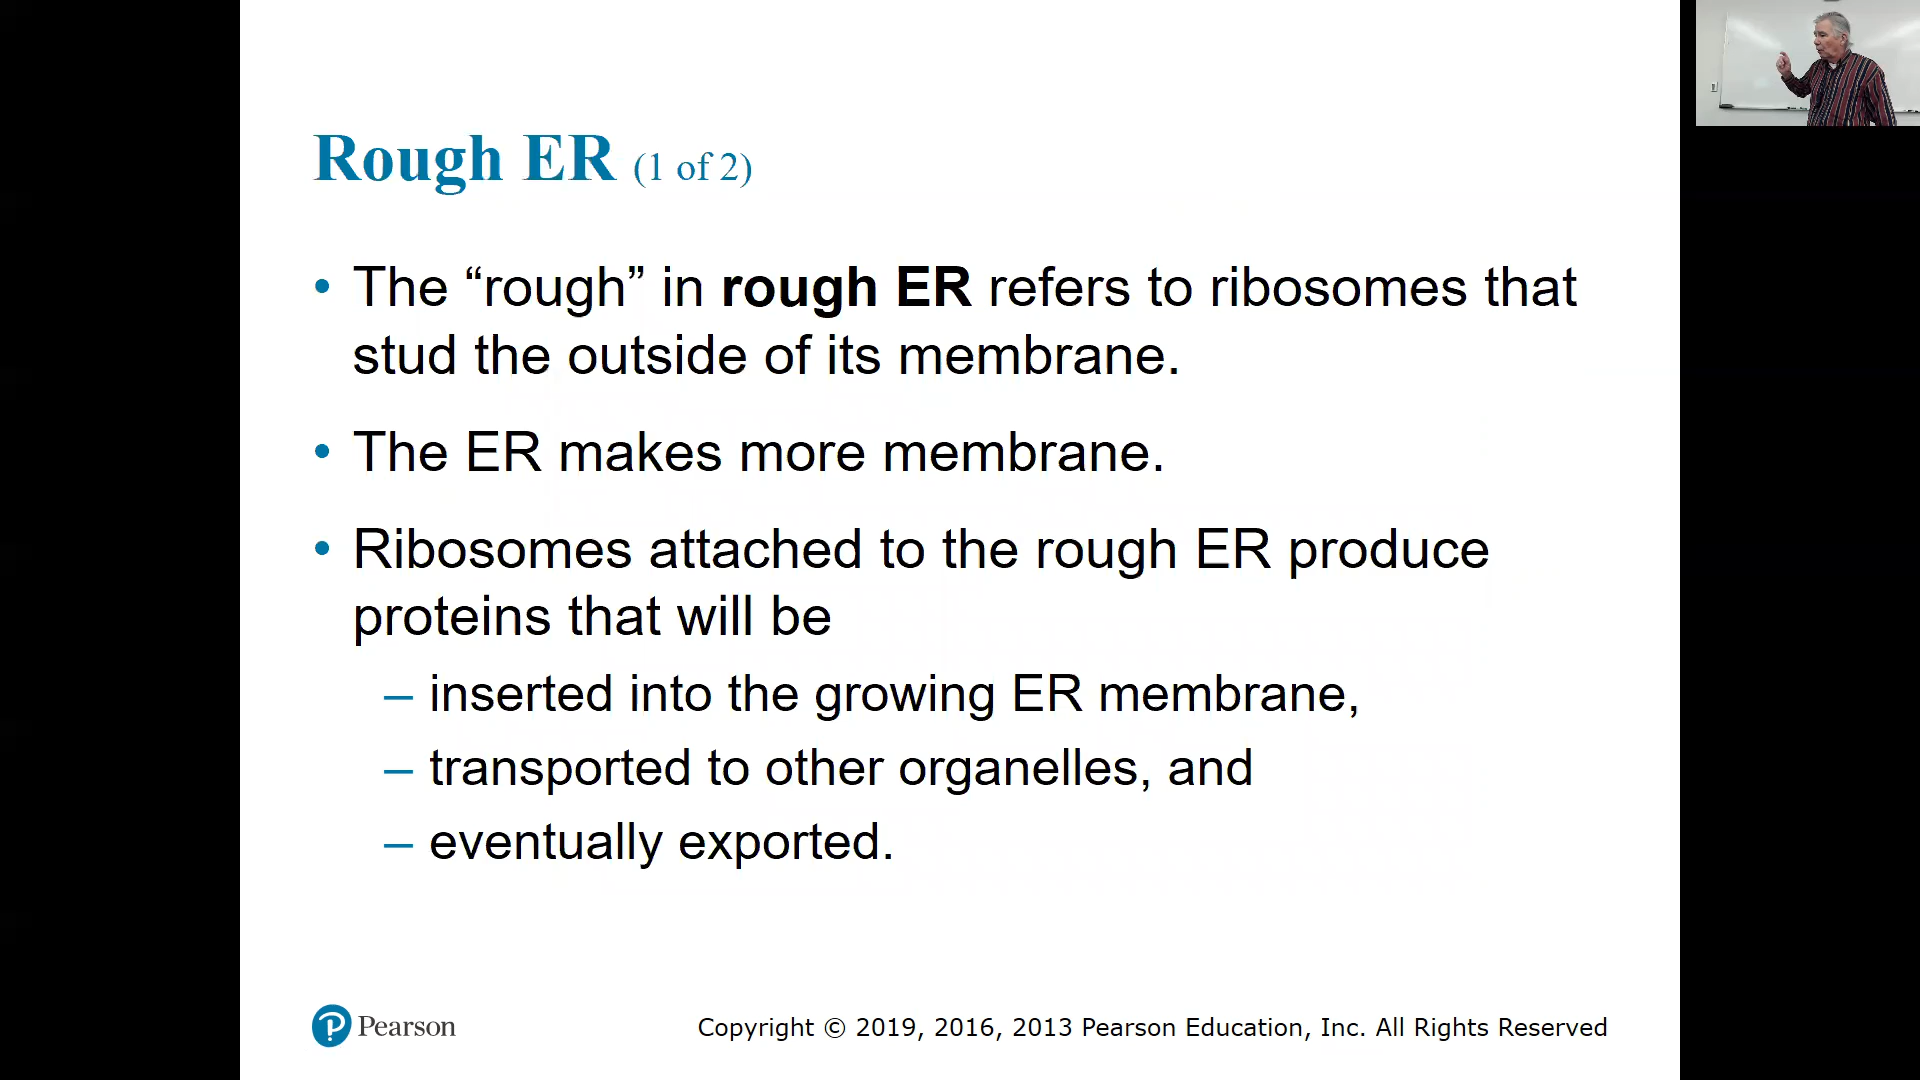 Rough ER (1 of 2)
• The “rough” in rough ER refers to ribosomes that
stud the outside of its membrane.
• The ER makes more membrane.
• Ribosomes attached to the rough ER produce
proteins that will be
– inserted into the growing ER membrane,
– transported to other organelles, and
– eventually exported.
Pearson
Copyright © 2019, 2016, 2013 Pearson Education, Inc. All Rights Reserved